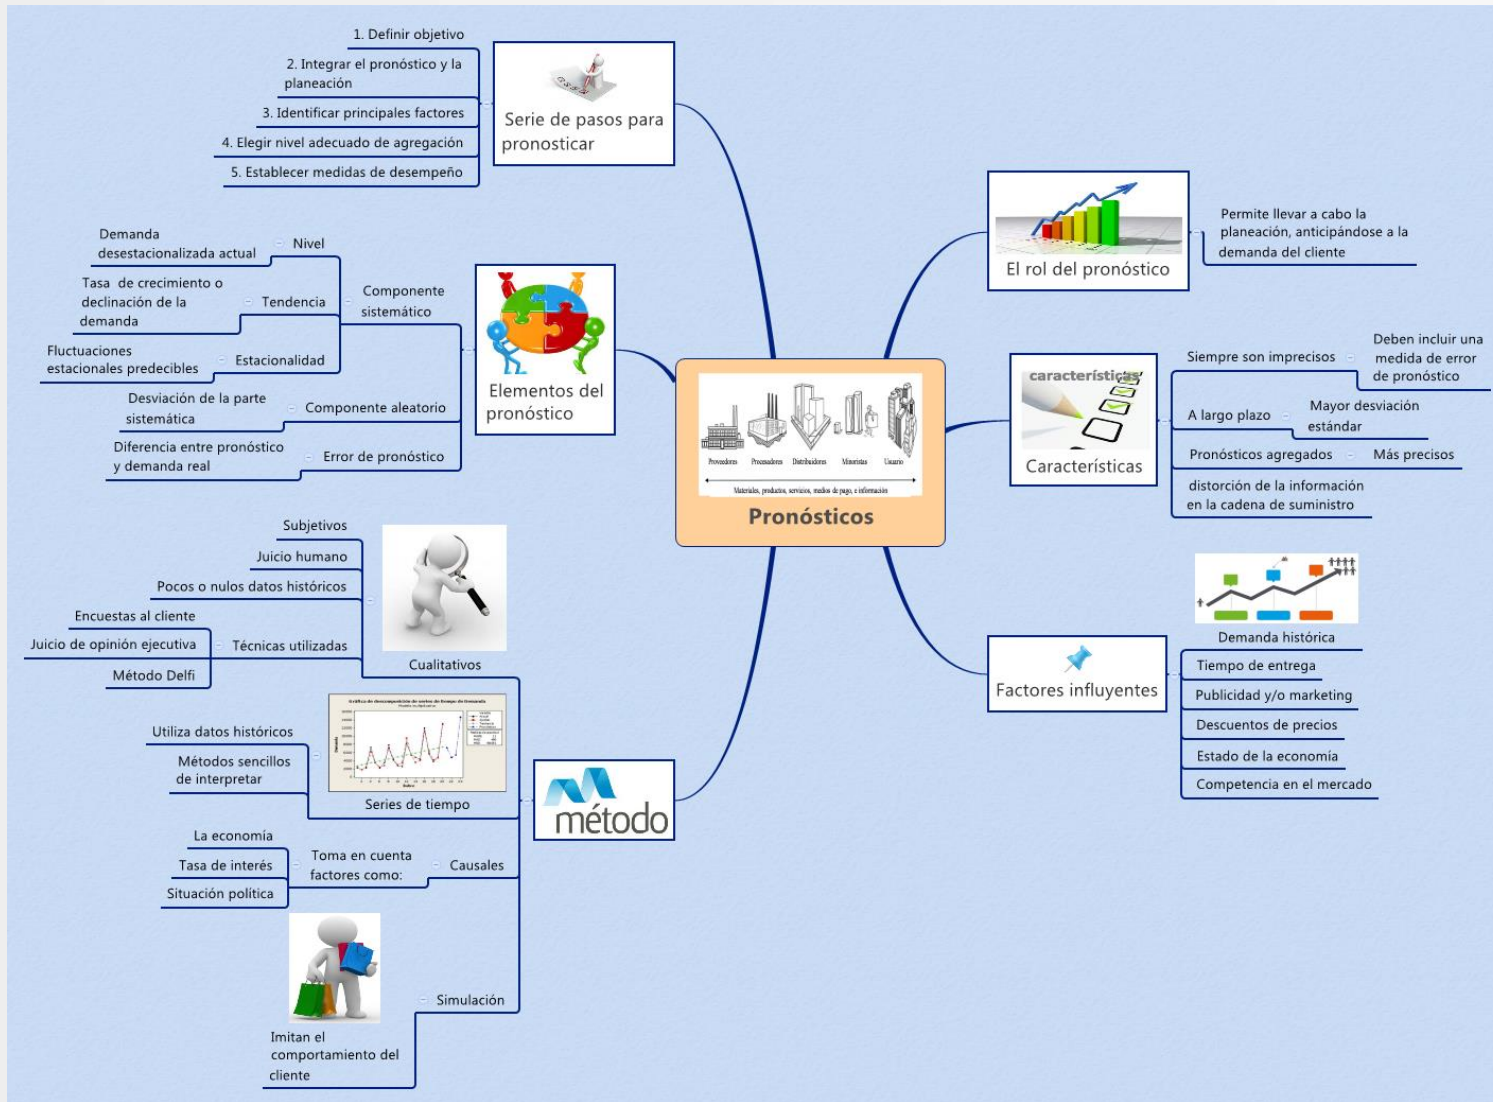 1. Definir objetivo
2. Integrar el pronóstico y la
planeación
3. Identificar principales factores
4. Elegir nivel adecuado de agregación
5. Establecer medidas de desempeño
Serie de pasos para
pronosticar
Demanda
desestacionalizada actual
Nivel
Tasa de crecimiento o
declinación de la
demanda
Tendencia
Fluctuaciones
estacionales predecibles
Estacionalidad
Componente
sistemático
Desviación de la parte
sistemática
Componente aleatorio
Diferencia entre pronóstico
y demanda real
Error de pronóstico
Elementos del
pronóstico
Subjetivos
Juicio humano
Pocos o nulos datos históricos
Encuestas al cliente
Juicio de opinión ejecutiva
Método Delfi
Técnicas utilizadas
Cualitativos
Utiliza datos históricos
Métodos sencillos
de interpretar
Gráfica de descomposición de series de tiempo de Demanda
Series de tiempo
La economía
Tasa de interés
Situación política
Toma en cuenta
factores como:
Causales
Imitan el
comportamiento del
cliente
Simulación
método
Proveedores Procesadores Distribuidores Minoristas Usuario
Materiales, productos, servicios, medios de pago, e información
Pronósticos
El rol del pronóstico
Permite llevar a cabo la
planeación, anticipándose a la
demanda del cliente
características
Características
Siempre son imprecisos
Deben incluir una
medida de error
de pronóstico
A largo plazo
Mayor desviación
estándar
Pronósticos agregados
Más precisos
distorción de la información
en la cadena de suministro
Factores influyentes
Demanda histórica
Tiempo de entrega
Publicidad y/o marketing
Descuentos de precios
Estado de la economía
Competencia en el mercado